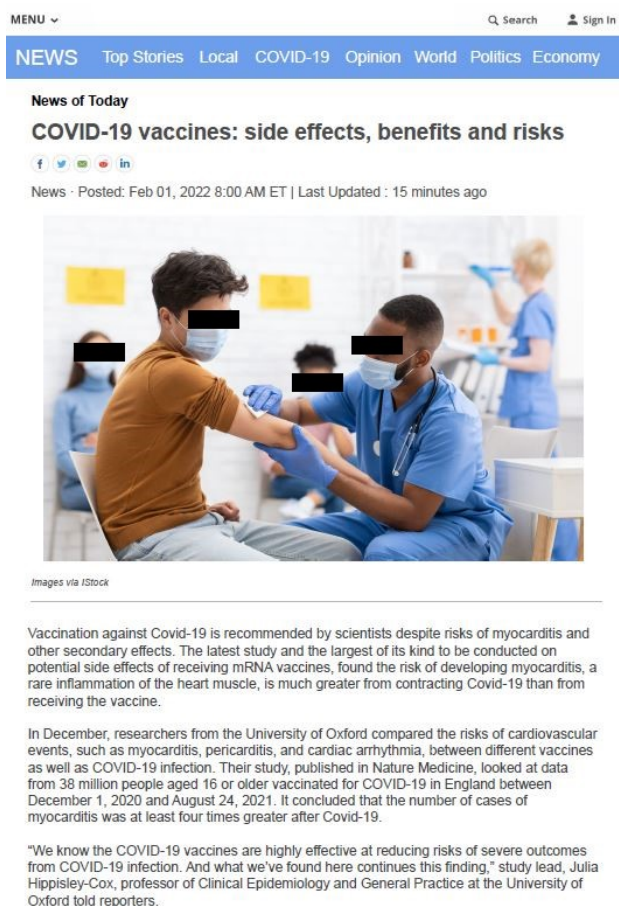 MENU
Search
Sign In
NEWS Top Stories Local COVID-19 Opinion World Politics Economy
News of Today
COVID-19 vaccines: side effects, benefits and risks
News · Posted: Feb 01, 2022 8:00 AM ET | Last Updated : 15 minutes ago
Images via IStock
Vaccination against Covid-19 is recommended by scientists despite risks of myocarditis and
other secondary effects. The latest study and the largest of its kind to be conducted on
potential side effects of receiving mRNA vaccines, found the risk of developing myocarditis, a
rare inflammation of the heart muscle, is much greater from contracting Covid-19 than from
receiving the vaccine.
In December, researchers from the University of Oxford compared the risks of cardiovascular
events, such as myocarditis, pericarditis, and cardiac arrhythmia, between different vaccines
as well as COVID-19 infection. Their study, published in Nature Medicine, looked at data
from 38 million people aged 16 or older vaccinated for COVID-19 in England between
December 1, 2020 and August 24, 2021. It concluded that the number of cases of
myocarditis was at least four times greater after Covid-19.
“We know the COVID-19 vaccines are highly effective at reducing risks of severe outcomes
from COVID-19 infection. And what we’ve found here continues this finding,” study lead, Julia
Hippisley-Cox, professor of Clinical Epidemiology and General Practice at the University of
Oxford told reporters.